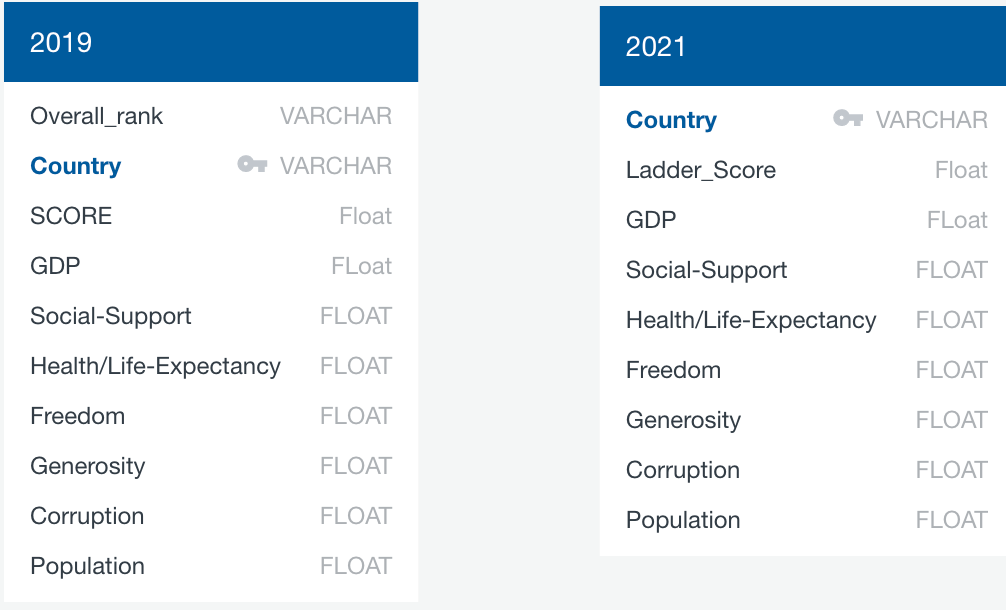 2019
Overall_rank VARCHAR
Country VARCHAR
SCORE Float
GDP FLoat
Social-Support FLOAT
Health/Life-Expectancy FLOAT
Freedom FLOAT
Generosity FLOAT
Corruption FLOAT
Population FLOAT
2021
Country VARCHAR
Ladder_Score Float
GDP FLoat
Social-Support FLOAT
Health/Life-Expectancy FLOAT
Freedom FLOAT
Generosity FLOAT
Corruption FLOAT
Population FLOAT